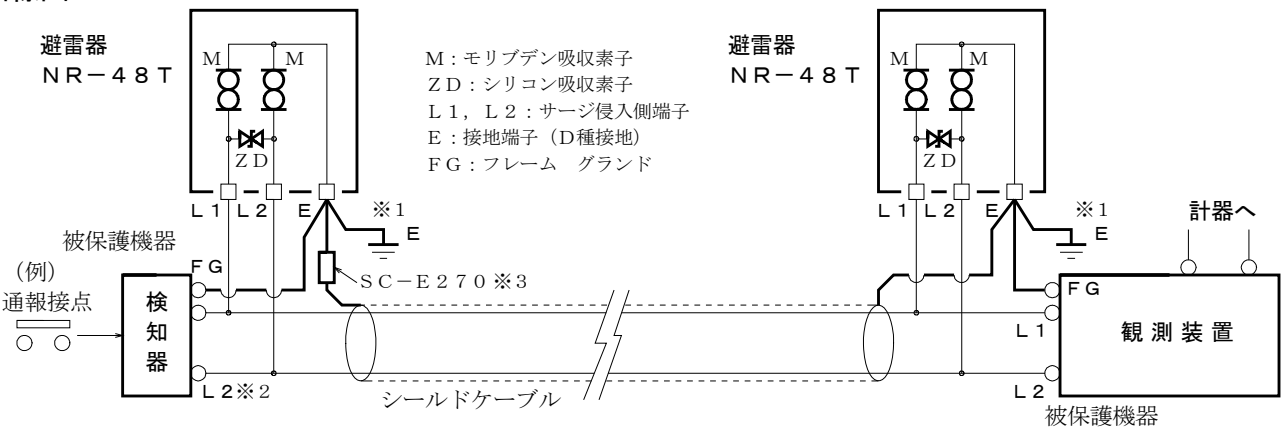 避雷器
NR－48T
M
M
ZD
L1
L2
E
※1
E
M：モリブデン吸収素子
ZD：シリコン吸収素子
L1，L2：サージ侵入側端子
E：接地端子（D種接地）
FG：フレーム　グランド
避雷器
NR－48T
M
M
ZD
L1
L2
E
※1
E
計器へ
被保護機器
（例）
通報接点
FG
検知器
L2※2
SC－E270※3
シールドケーブル
FG
L1
L2
観測装置
被保護機器